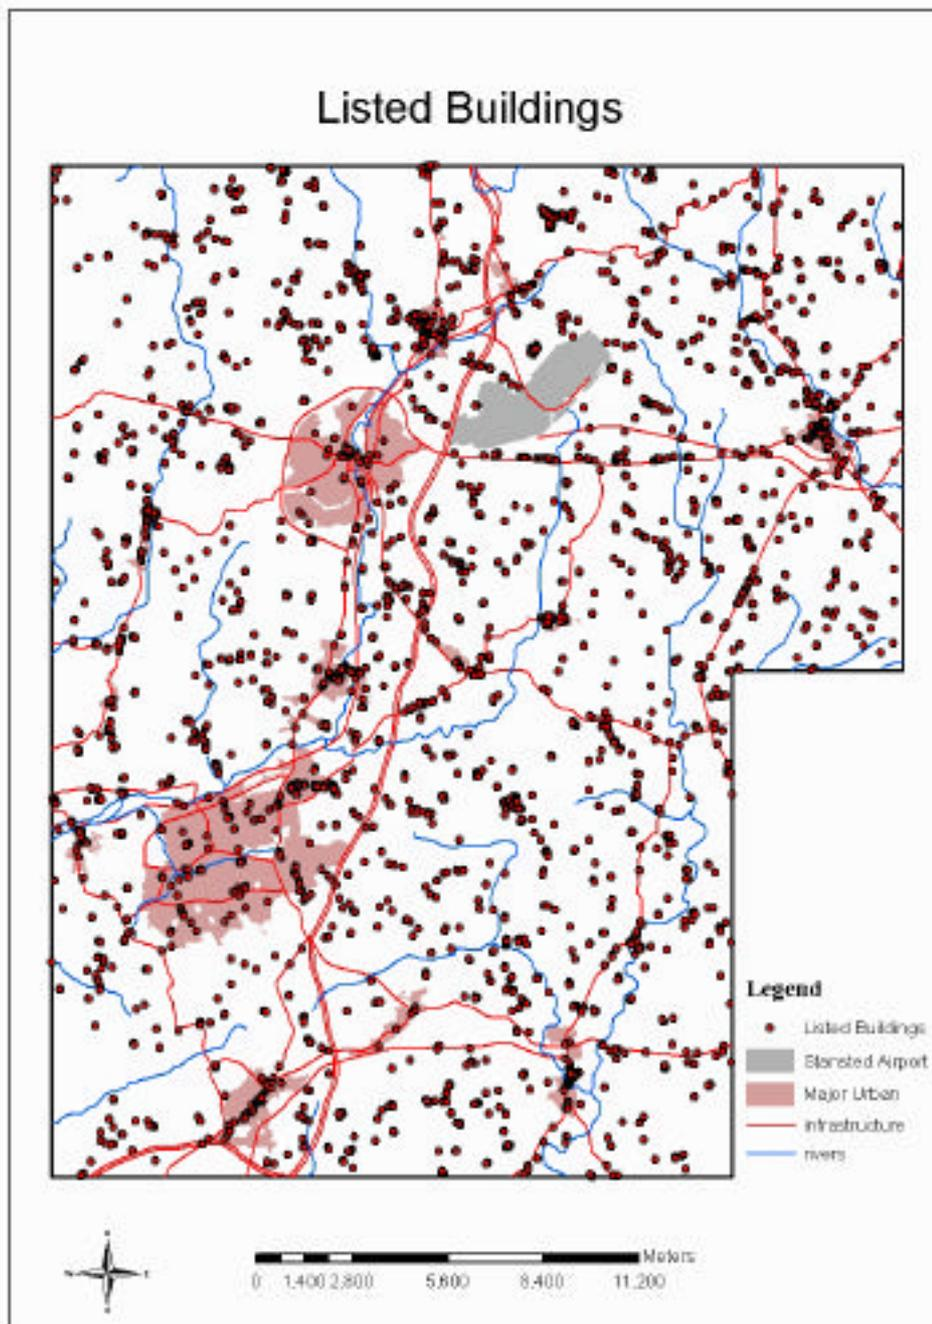 Listed Buildings
Legend
Listed Buildings
Stansted Airport
Major Urban
infrastructure
rivers
Meters
0 1,400 2,800 5,600 8,400 11,200